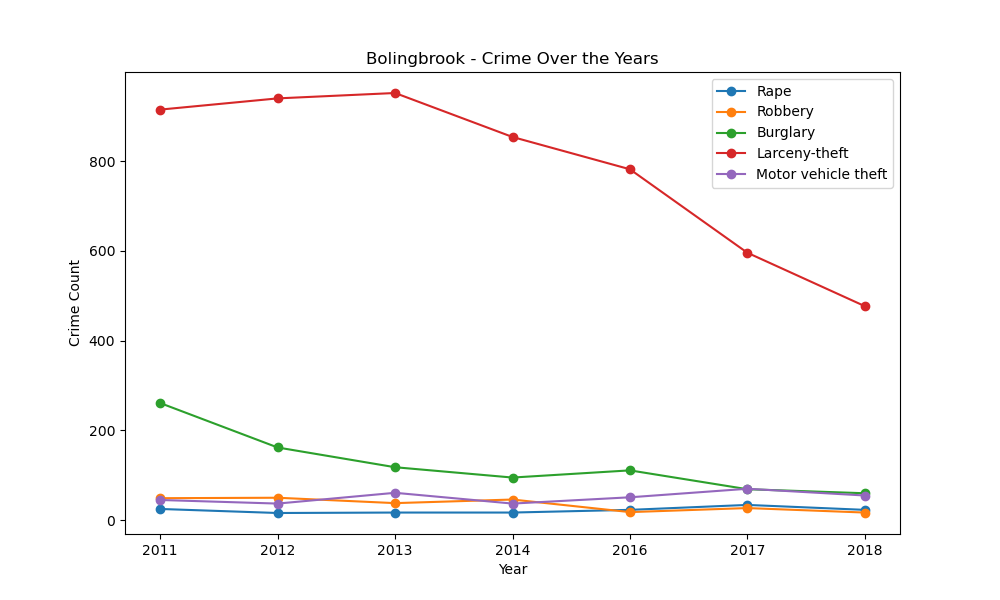 Bolingbrook - Crime Over the Years
Rape
Robbery
Burglary
Larceny-theft
Motor vehicle theft
Crime Count
800
600
400
200
0
2011 2012 2013 2014 2016 2017 2018
Year